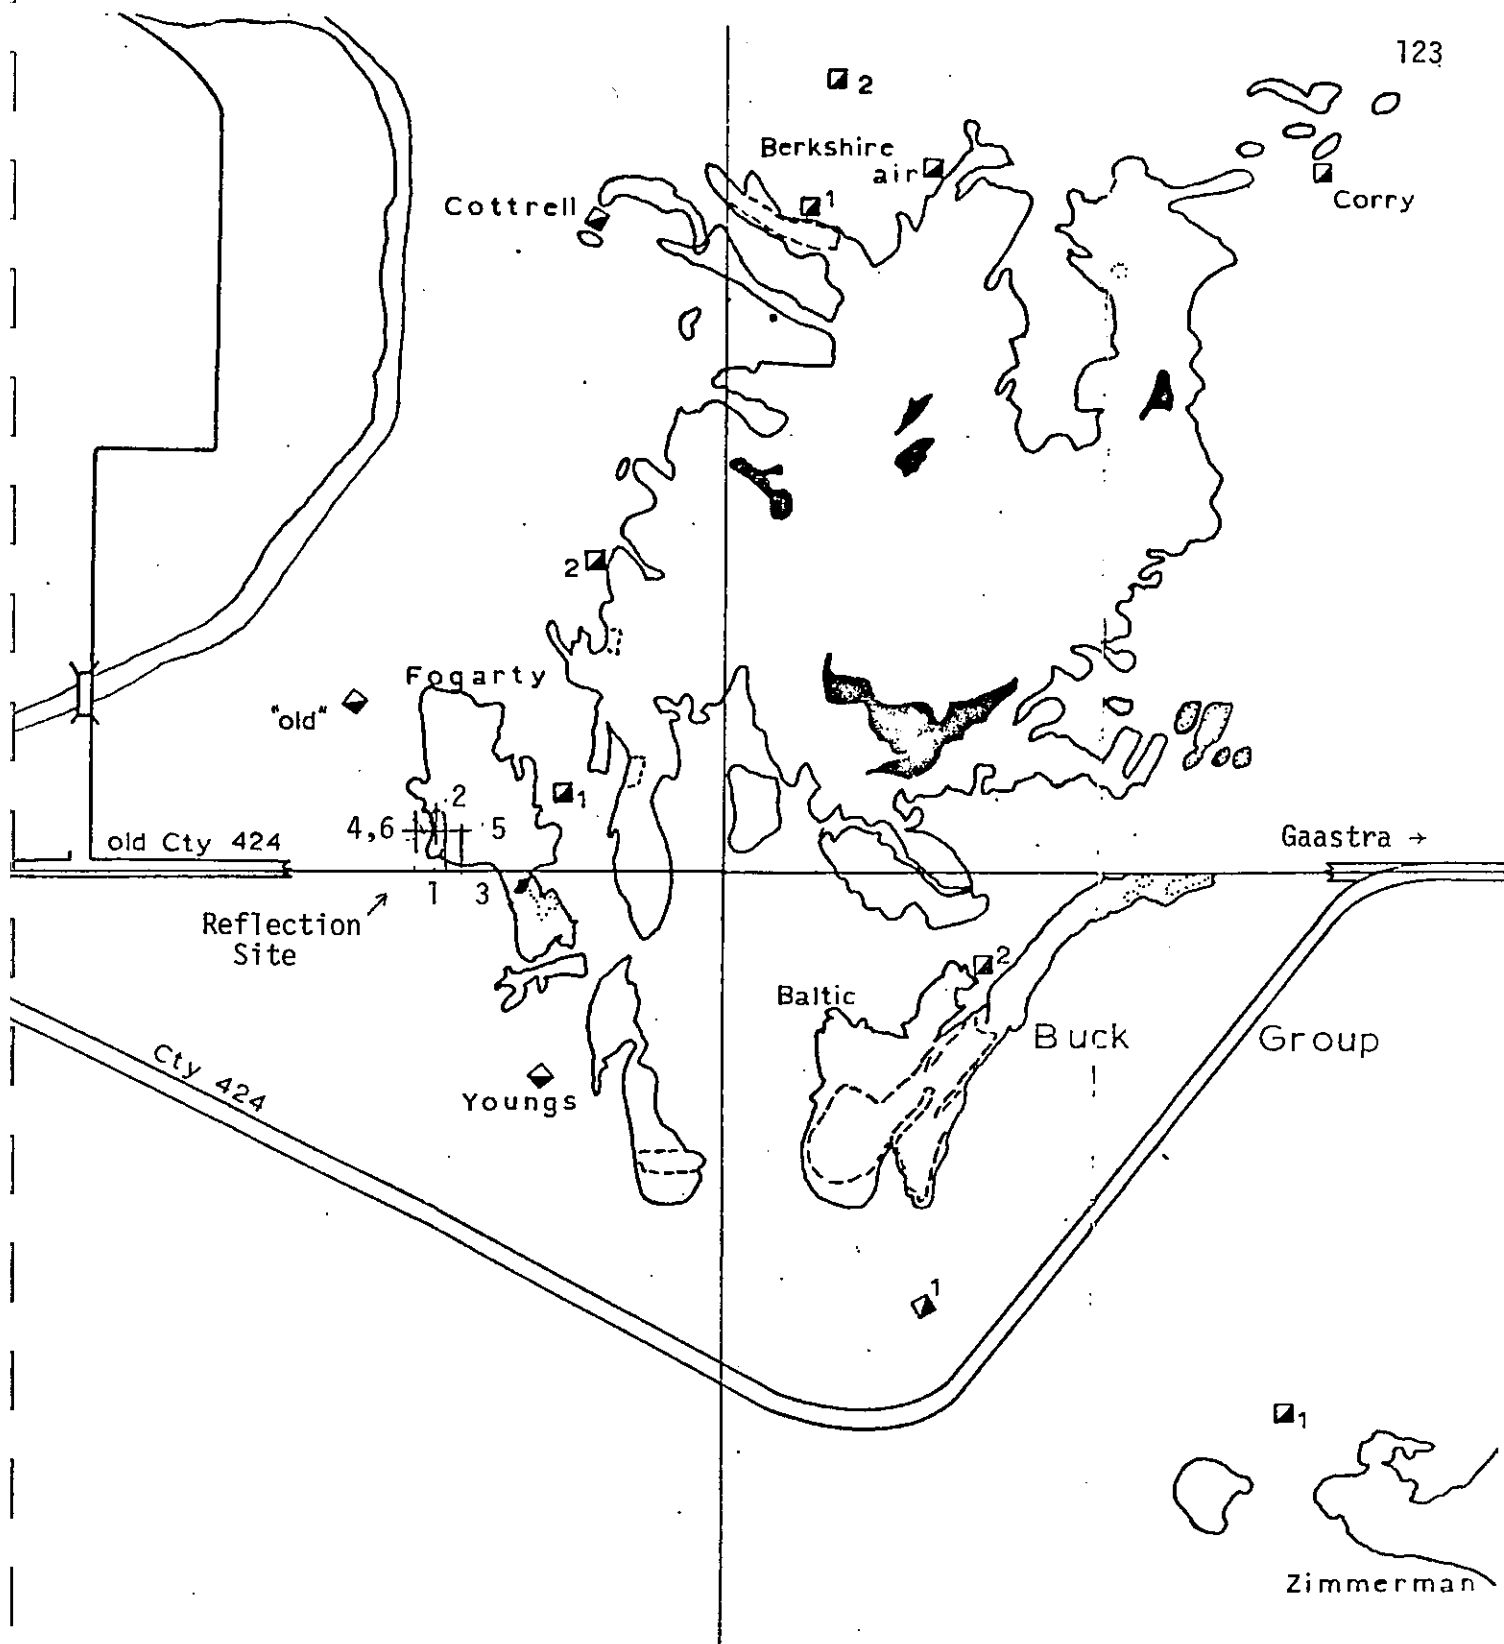 123
2
Berkshire
air
1
Cottrell
Corry
2
Fogarty
"old"
1
2
4,6
5
old Cty 424
Gaastra →
1
3
Reflection
Site
2
Baltic
Buck Group
Cty 424
Youngs
1
1
Zimmerman